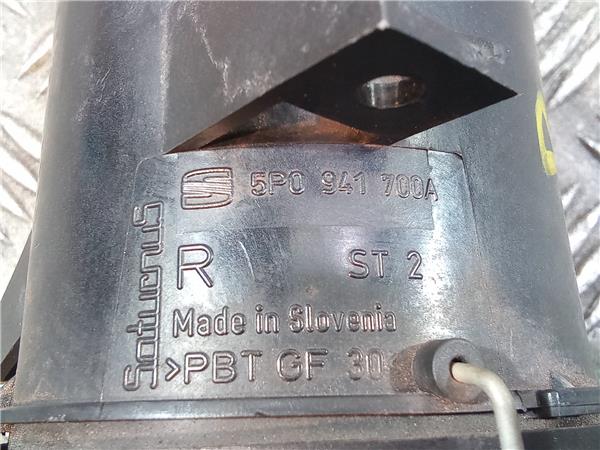 5P0 941 700A
R ST 2
Made in Slovenia
>PBT GF 30
Saturnus